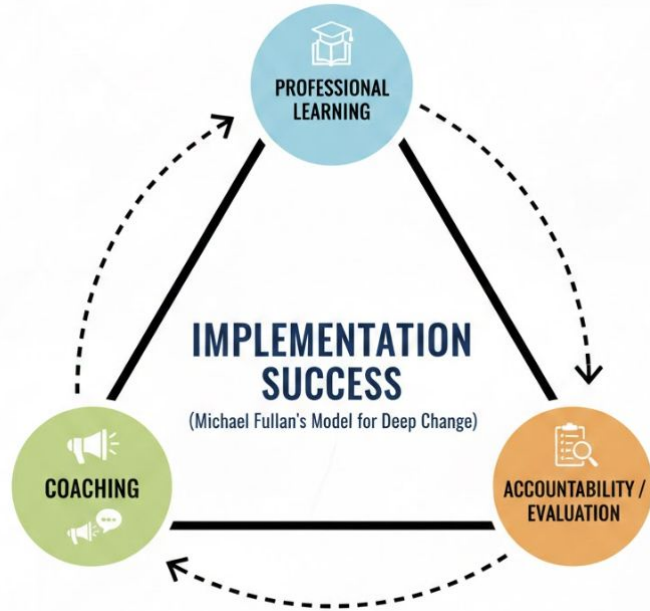 PROFESSIONAL
LEARNING
IMPLEMENTATION
SUCCESS
(Michael Fullan's Model for Deep Change)
COACHING
ACCOUNTABILITY /
EVALUATION